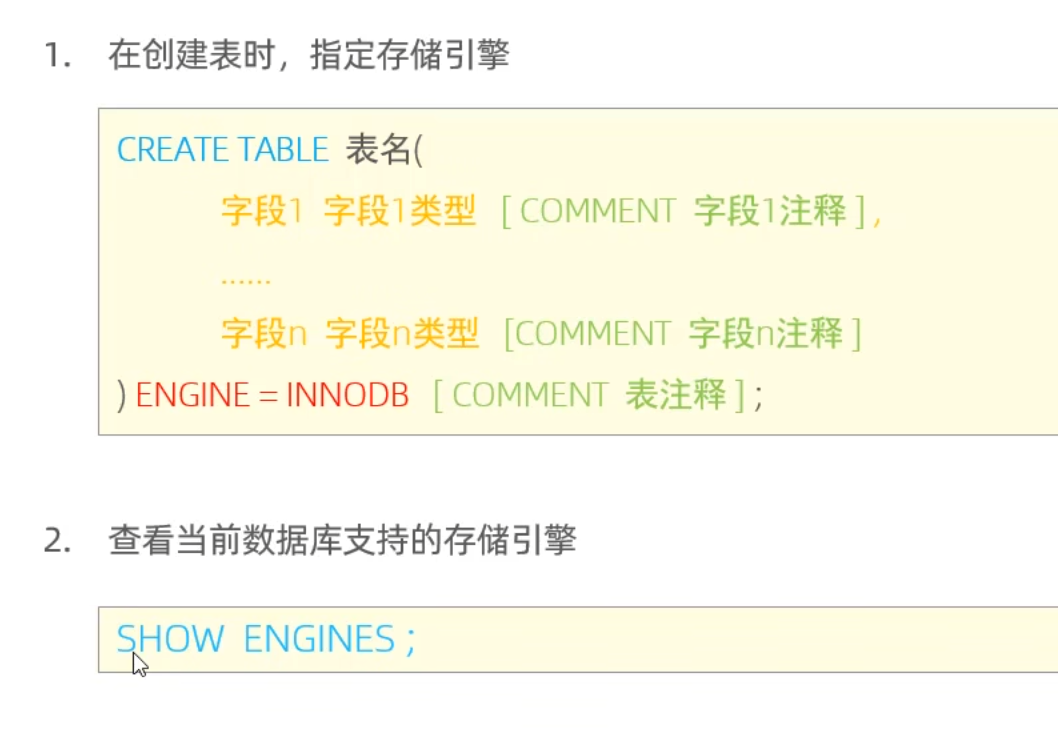 1. 在创建表时，指定存储引擎
CREATE TABLE 表名(
字段1 字段1类型 [ COMMENT 字段1注释 ] ,
......
字段n 字段n类型 [COMMENT 字段n注释 ]
) ENGINE = INNODB [ COMMENT 表注释 ] ;
2. 查看当前数据库支持的存储引擎
SHOW ENGINES ;